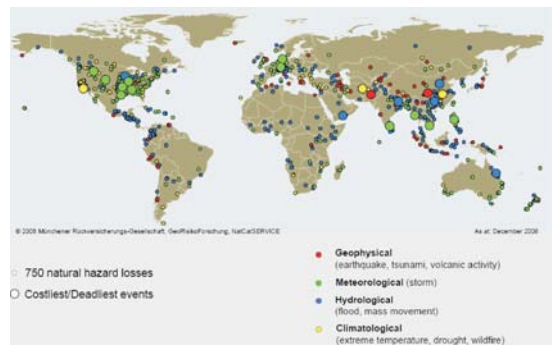 © 2008 Münchener Rückversicherungs-Gesellschaft, GeoRisikoForschung, NatCatSERVICE
As at: December 2008
750 natural hazard losses
Costliest/Deadliest events
Geophysical
(earthquake, tsunami, volcanic activity)
Meteorological (storm)
Hydrological
(flood, mass movement)
Climatological
(extreme temperature, drought, wildfire)